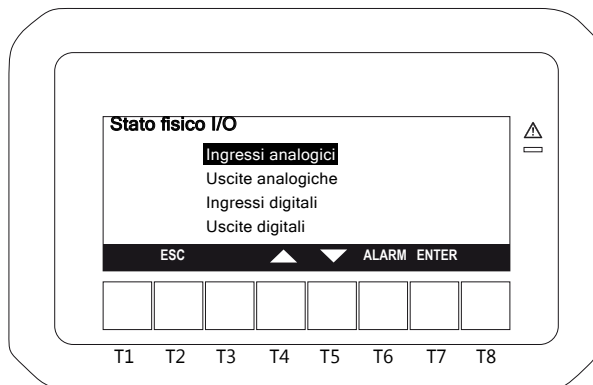 Stato fisico I/O
Ingressi analogici
Uscite analogiche
Ingressi digitali
Uscite digitali
ESC ALARM ENTER
T1 T2 T3 T4 T5 T6 T7 T8